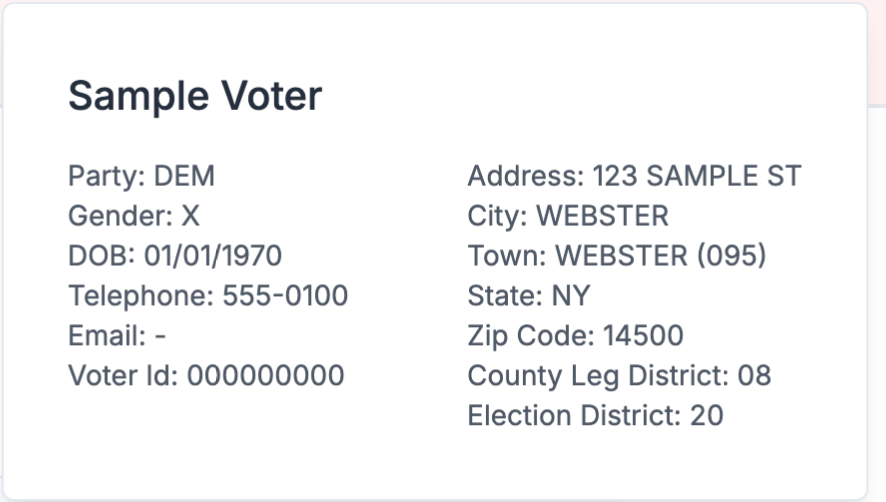 Sample Voter
Party: DEM
Gender: X
DOB: 01/01/1970
Telephone: 555-0100
Email: -
Voter Id: 000000000
Address: 123 SAMPLE ST
City: WEBSTER
Town: WEBSTER (095)
State: NY
Zip Code: 14500
County Leg District: 08
Election District: 20